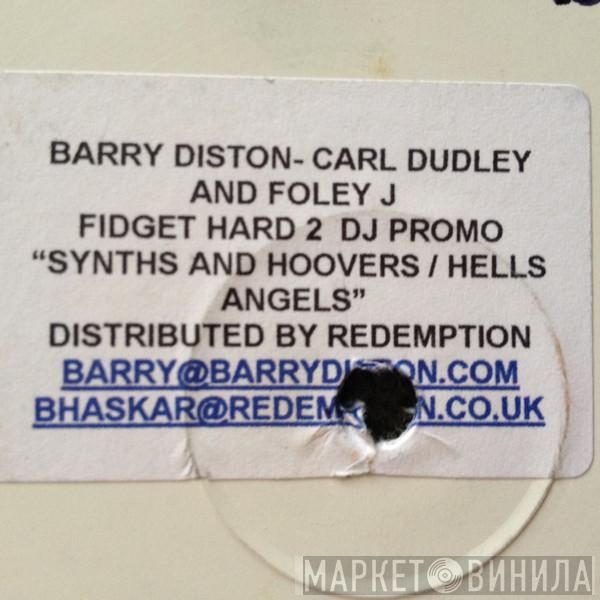 BARRY DISTON- CARL DUDLEY
AND FOLEY J
FIDGET HARD 2 DJ PROMO
“SYNTHS AND HOOVERS / HELLS
ANGELS”
DISTRIBUTED BY REDEMPTION
МАРКЕТ ВИНИЛА